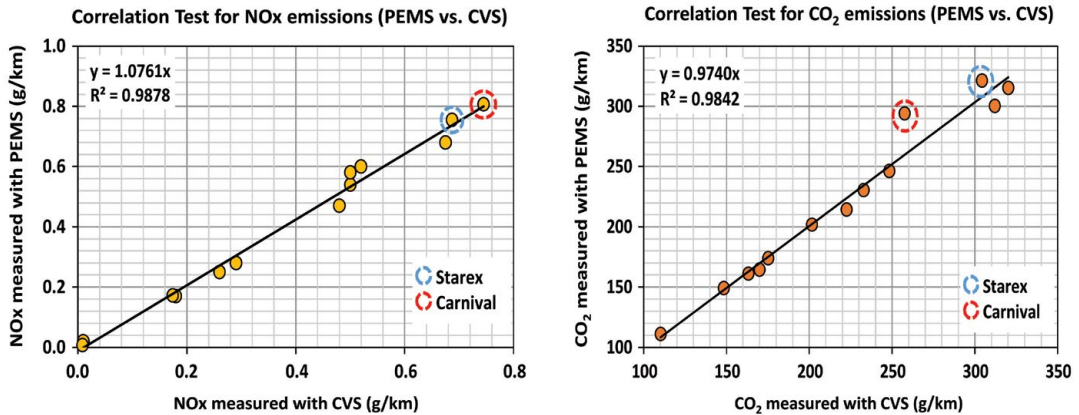 Correlation Test for NOx emissions (PEMS vs. CVS)
NOx measured with PEMS (g/km)
1.0
0.8
0.6
0.4
0.2
0.0
y = 1.0761x
R² = 0.9878
Starex
Carnival
0.0 0.2 0.4 0.6 0.8
NOx measured with CVS (g/km)
Correlation Test for CO₂ emissions (PEMS vs. CVS)
CO₂ measured with PEMS (g/km)
350
300
250
200
150
100
y = 0.9740x
R² = 0.9842
Starex
Carnival
100 150 200 250 300 350
CO₂ measured with CVS (g/km)